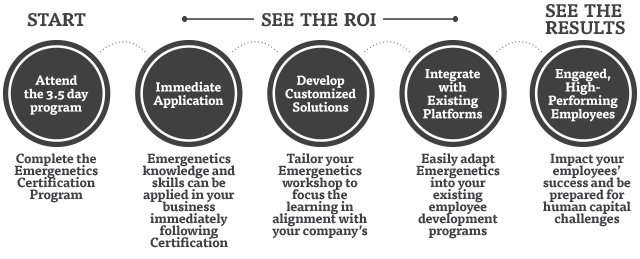 START
SEE THE ROI
SEE THE
RESULTS
Attend
the 3.5 day
program
Immediate
Application
Develop
Customized
Solutions
Integrate
with
Existing
Platforms
Engaged,
High-
Performing
Employees
Complete the
Emergenetics
Certification
Program
Emergenetics
knowledge and
skills can be
applied in your
business
immediately
following
Certification
Tailor your
Emergenetics
workshop to
focus the
learning in
alignment with
your company's
Easily adapt
Emergenetics
into your
existing
employee
development
programs
Impact your
employees'
success and be
prepared for
human capital
challenges